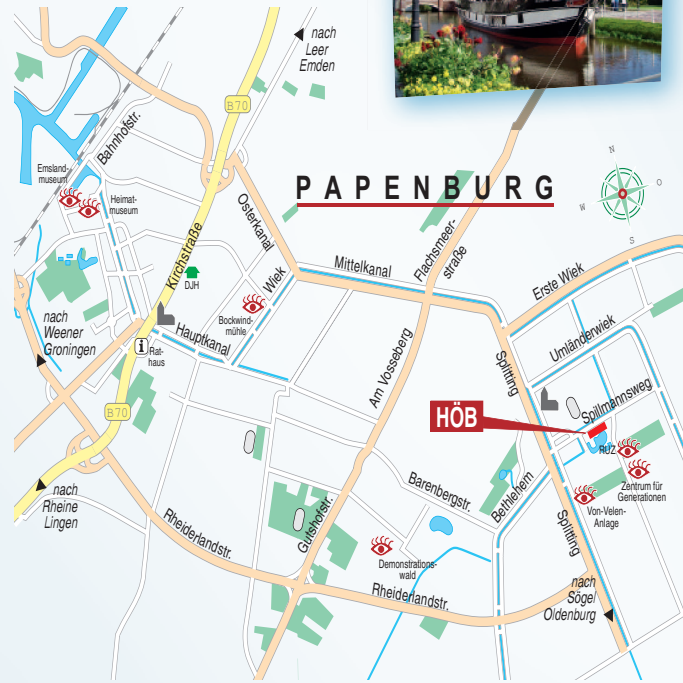 nach
Leer
Emden
B70
Bahnhofstr.
Emsland-
museum
Heimat-
museum
PAPENBURG
N
O
S
W
Osterkanal
Kirchstraße
DJH
Wiek
Mittelkanal
Flachsmeer-
straße
Erste Wiek
Bockwind-
mühle
nach
Weener
Groningen
Hauptkanal
i
Rat-
haus
Umländerwiek
Splitting
Am Vosseberg
B70
HÖB
Spillmannsweg
RUZ
Zentrum für
Generationen
Von-Velen-
Anlage
Barenbergstr.
Bethlehem
nach
Rheine
Lingen
Rheiderlandstr.
Gutshofstr.
Splitting
Demonstrations-
wald
Rheiderlandstr.
nach
Sögel
Oldenburg